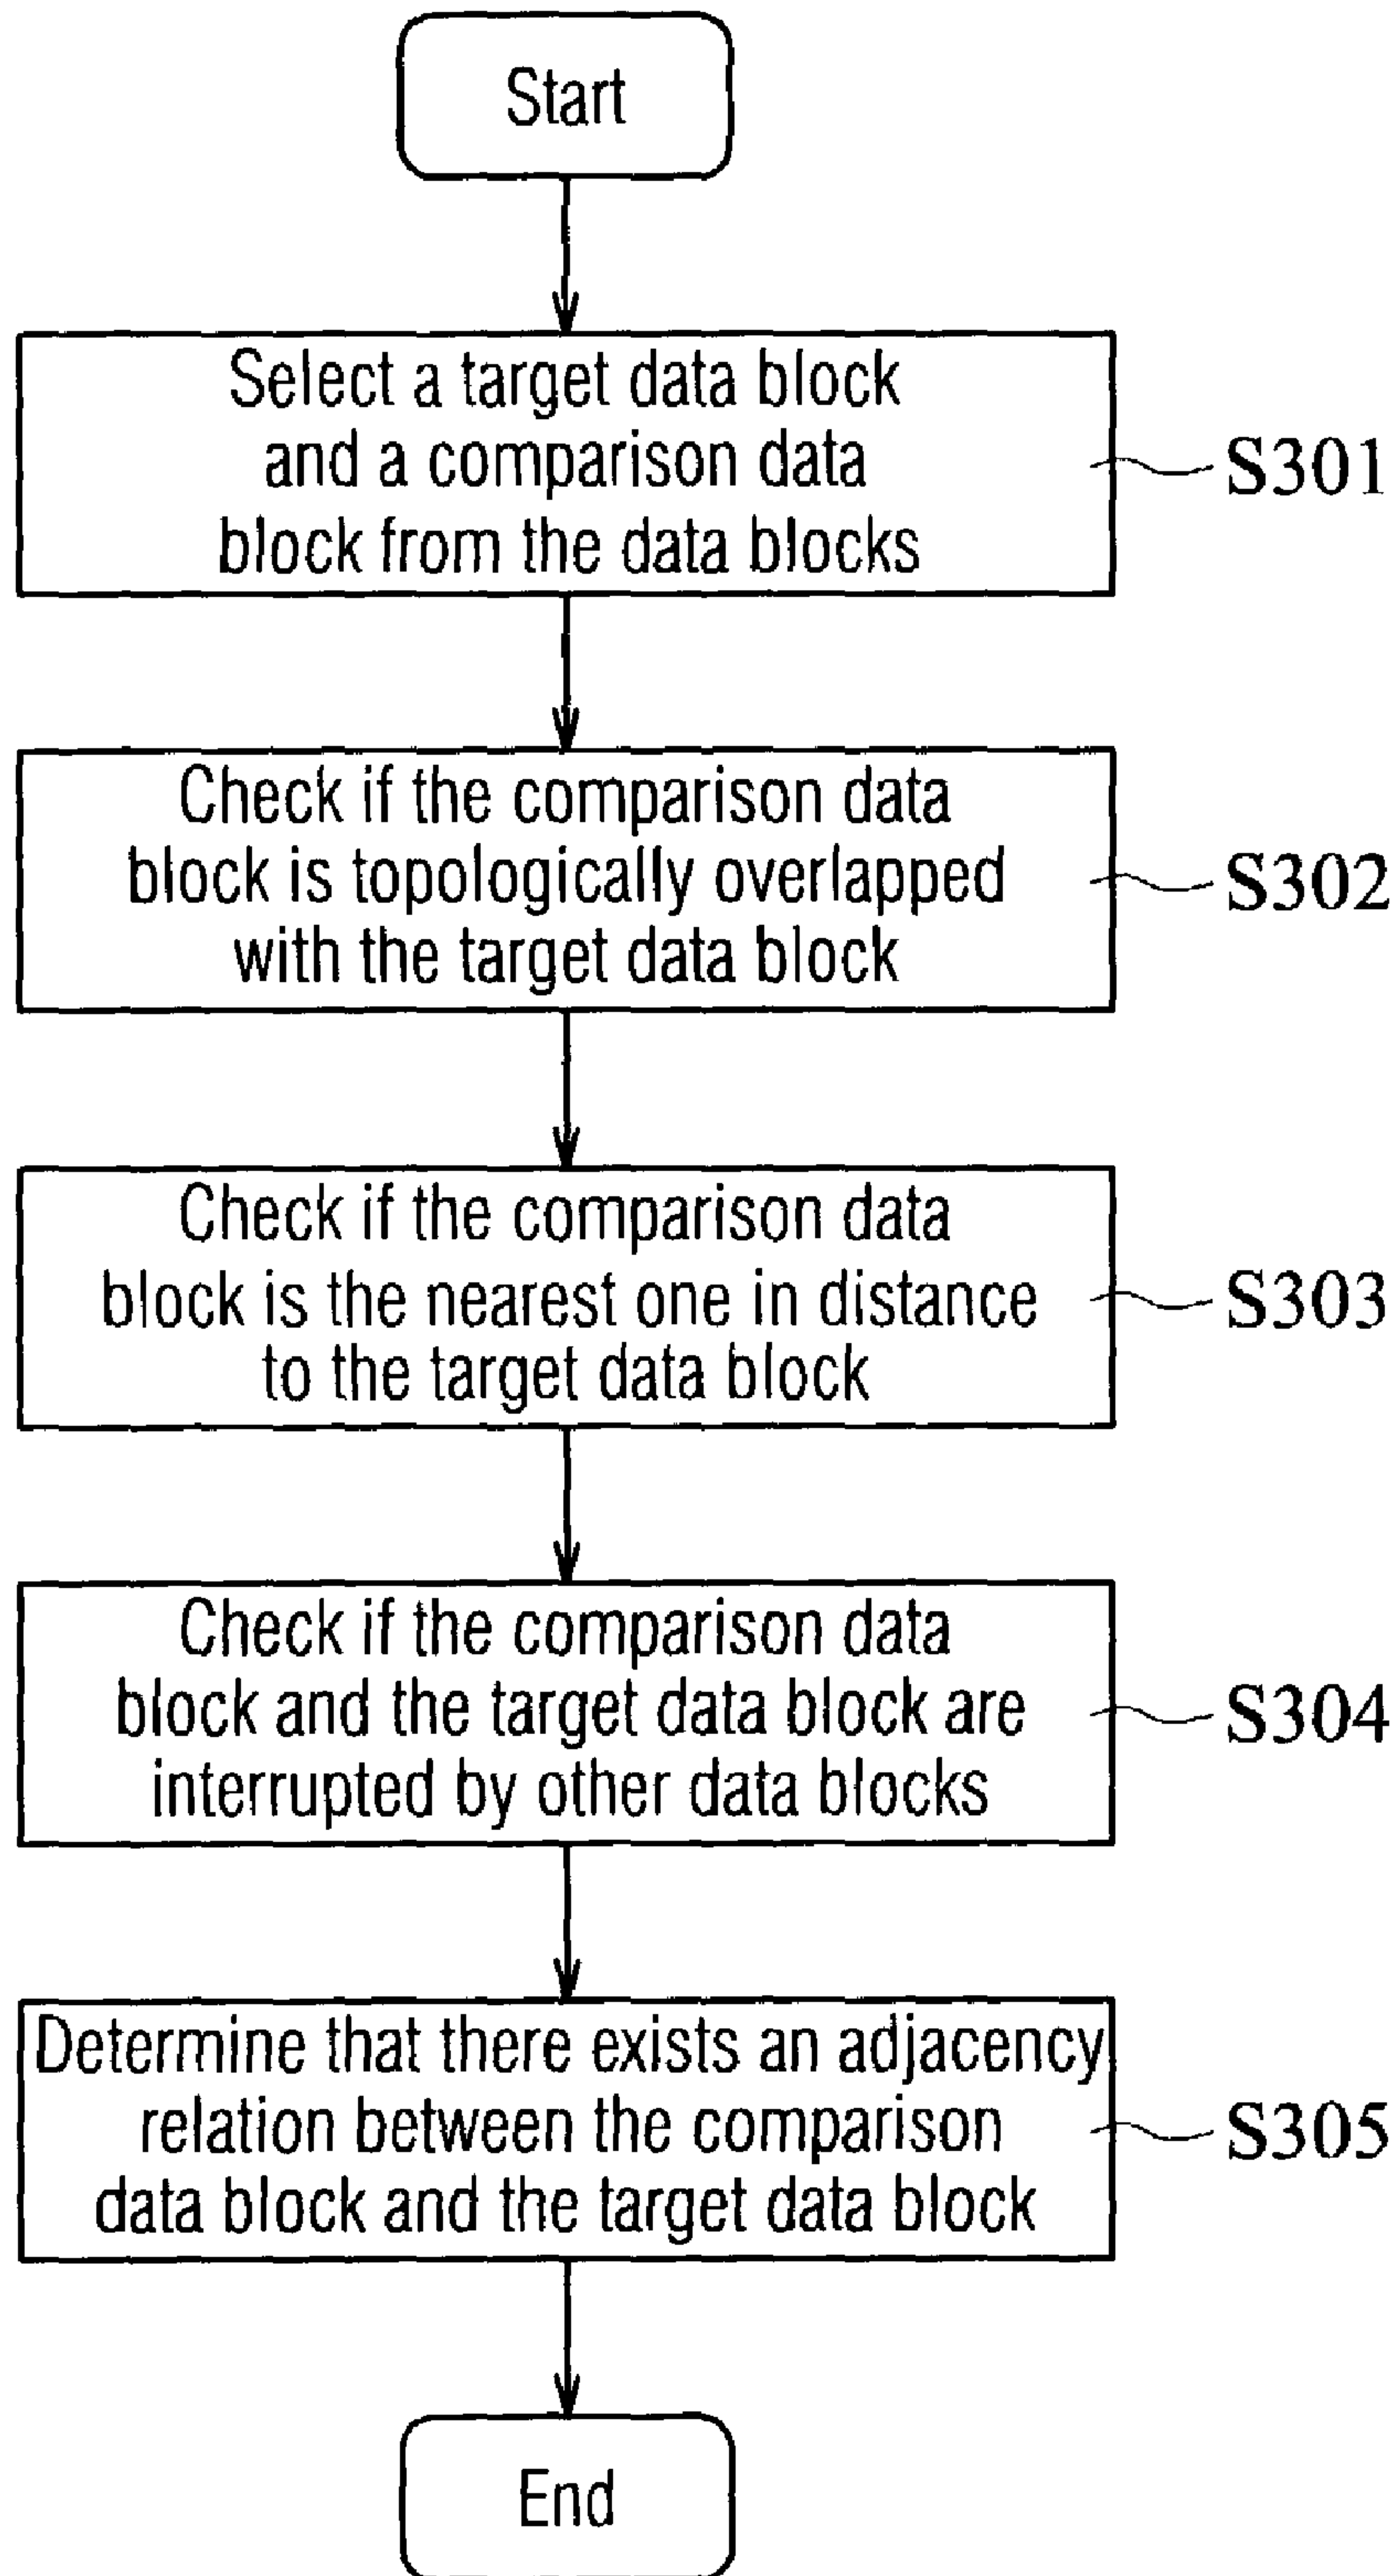 Start
Select a target data block
and a comparison data
block from the data blocks
S301
Check if the comparison data
block is topologically overlapped
with the target data block
S302
Check if the comparison data
block is the nearest one in distance
to the target data block
S303
Check if the comparison data
block and the target data block are
interrupted by other data blocks
S304
Determine that there exists an adjacency
relation between the comparison
data block and the target data block
S305
End